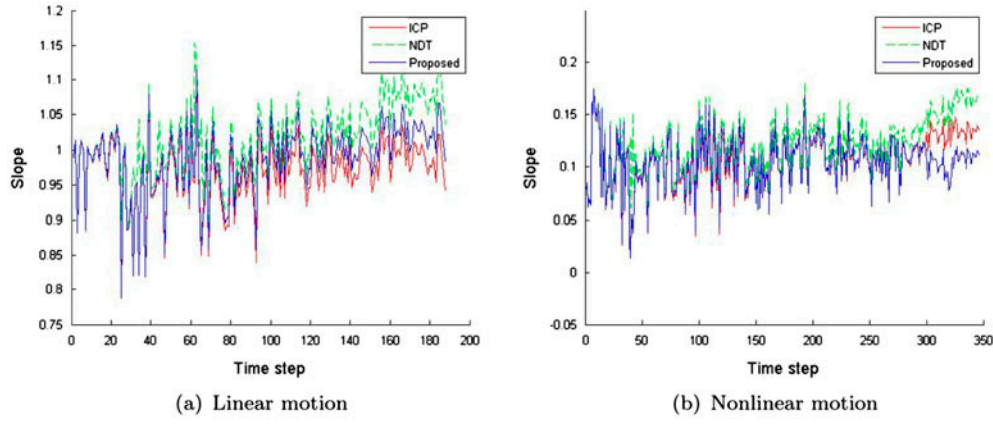 1.2
1.15
1.1
1.05
1
0.95
0.9
0.85
0.8
0.75
Slope
0 20 40 60 80 100 120 140 160 180 200
Time step
ICP
NDT
Proposed
(a) Linear motion
0.2
0.15
0.1
0.05
0
-0.05
Slope
0 50 100 150 200 250 300 350
Time step
ICP
NDT
Proposed
(b) Nonlinear motion